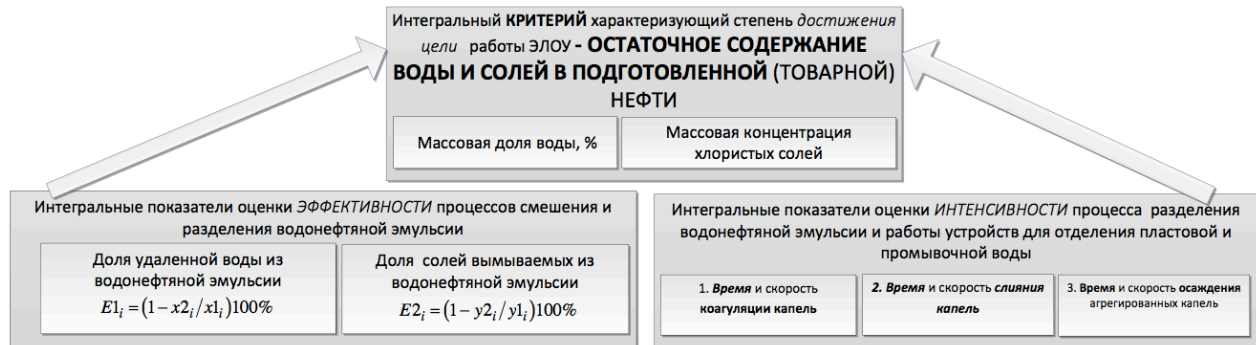 Интегральный КРИТЕРИЙ характеризующий степень достижения
цели работы ЭЛОУ - ОСТАТОЧНОЕ СОДЕРЖАНИЕ
ВОДЫ И СОЛЕЙ В ПОДГОТОВЛЕННОЙ (ТОВАРНОЙ)
НЕФТИ
Массовая доля воды, %
Массовая концентрация
хлористых солей
Интегральные показатели оценки ЭФФЕКТИВНОСТИ процессов смешения и
разделения водонефтяной эмульсии
Доля удаленной воды из
водонефтяной эмульсии
E1ᵢ = (1 − x2ᵢ/x1ᵢ)100%
Доля солей вымываемых из
водонефтяной эмульсии
E2ᵢ = (1 − y2ᵢ/y1ᵢ)100%
Интегральные показатели оценки ИНТЕНСИВНОСТИ процесса разделения
водонефтяной эмульсии и работы устройств для отделения пластовой и
промывочной воды
1. Время и скорость
коагуляции капель
2. Время и скорость слияния
капель
3. Время и скорость осаждения
агрегированных капель